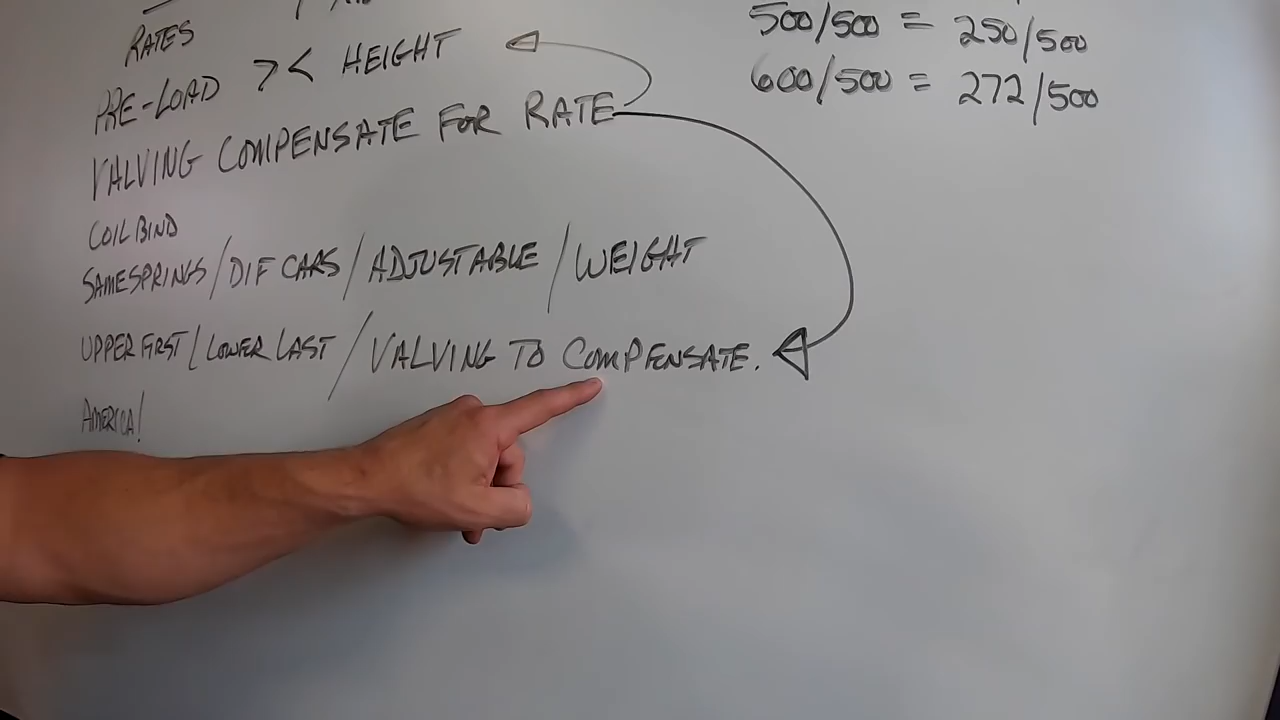 RATES
PRE-LOAD >< HEIGHT
VALVING COMPENSATE FOR RATE
COIL BIND
SAME SPRINGS / DIF CARS / ADJUSTABLE / WEIGHT
UPPER FIRST / LOWER LAST / VALVING TO COMPENSATE.
AMERICA!
500/500 = 250/500
600/500 = 272/500